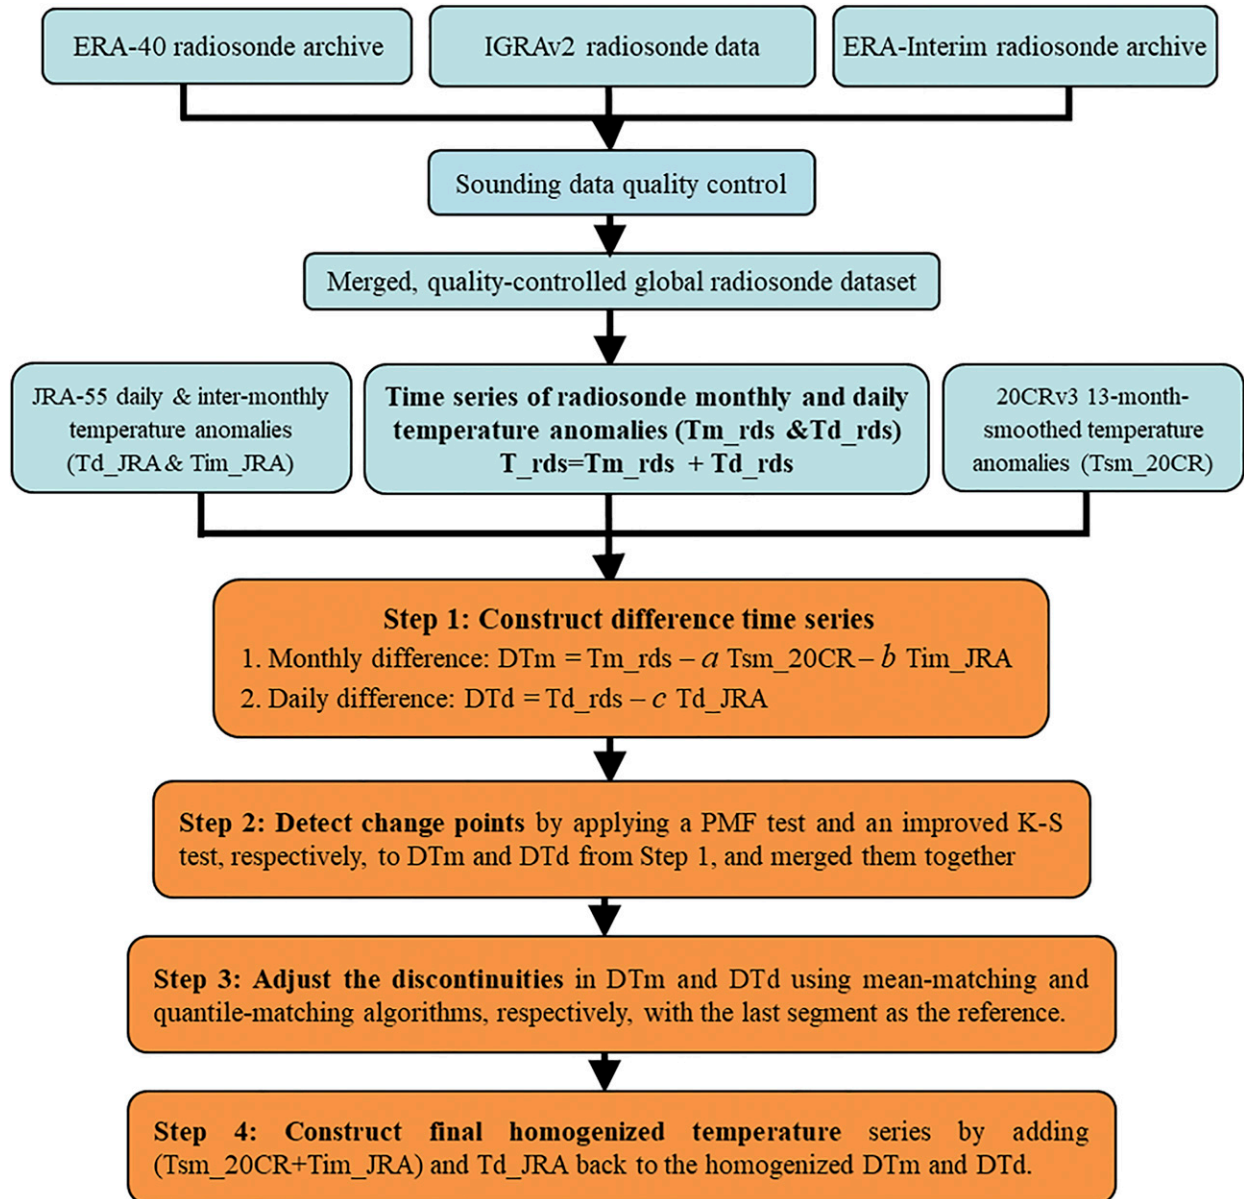 ERA-40 radiosonde archive
IGRAv2 radiosonde data
ERA-Interim radiosonde archive
Sounding data quality control
Merged, quality-controlled global radiosonde dataset
JRA-55 daily & inter-monthly
temperature anomalies
(Td_JRA & Tim_JRA)
Time series of radiosonde monthly and daily
temperature anomalies (Tm_rds &Td_rds)
T_rds=Tm_rds + Td_rds
20CRv3 13-month-
smoothed temperature
anomalies (Tsm_20CR)
Step 1: Construct difference time series
1. Monthly difference: DTm = Tm_rds – a Tsm_20CR– b Tim_JRA
2. Daily difference: DTd = Td_rds – c Td_JRA
Step 2: Detect change points by applying a PMF test and an improved K-S
test, respectively, to DTm and DTd from Step 1, and merged them together
Step 3: Adjust the discontinuities in DTm and DTd using mean-matching and
quantile-matching algorithms, respectively, with the last segment as the reference.
Step 4: Construct final homogenized temperature series by adding
(Tsm_20CR+Tim_JRA) and Td_JRA back to the homogenized DTm and DTd.